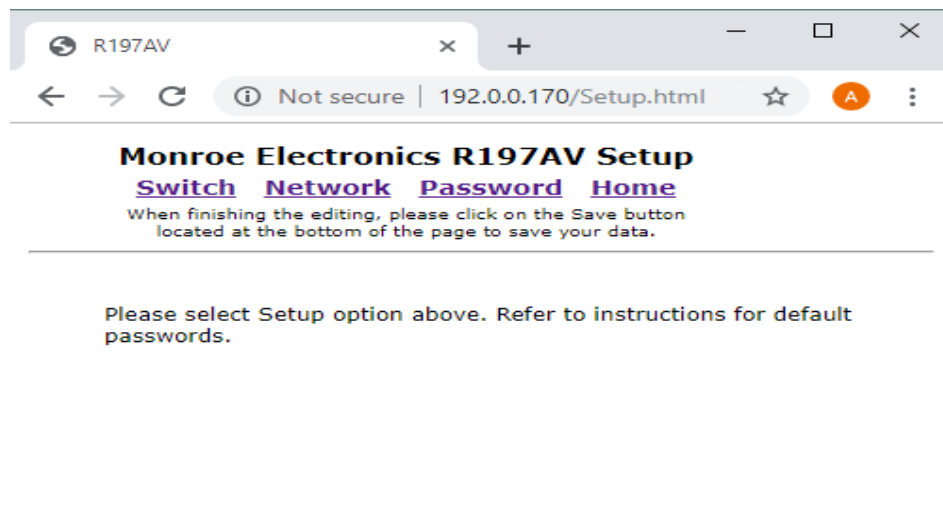 R197AV
Not secure | 192.0.0.170/Setup.html
A
Monroe Electronics R197AV Setup
Switch Network Password Home
When finishing the editing, please click on the Save button
located at the bottom of the page to save your data.
Please select Setup option above. Refer to instructions for default
passwords.